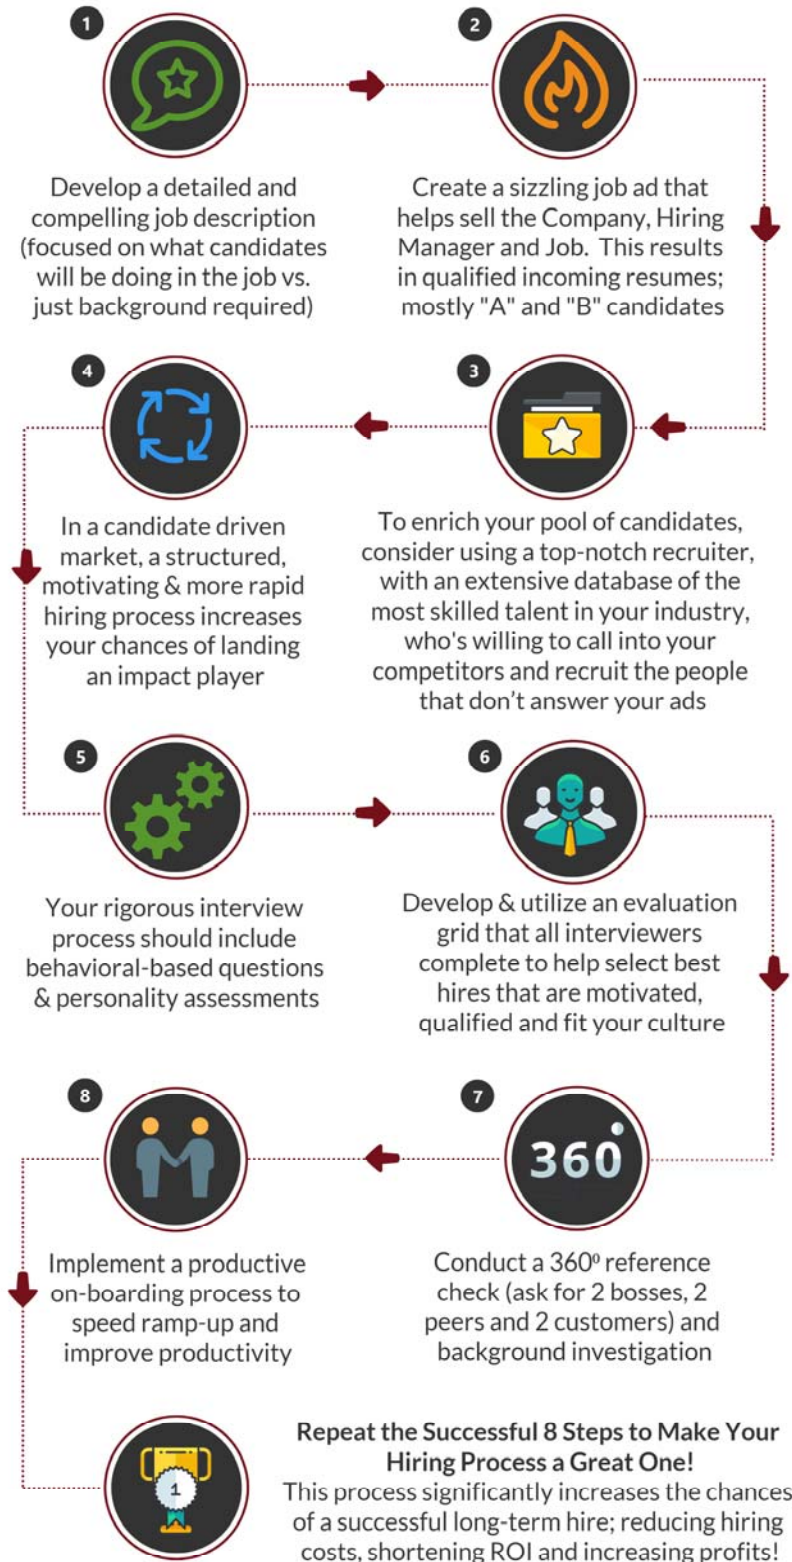 1
Develop a detailed and
compelling job description
(focused on what candidates
will be doing in the job vs.
just background required)
2
Create a sizzling job ad that
helps sell the Company, Hiring
Manager and Job. This results
in qualified incoming resumes;
mostly "A" and "B" candidates
3
To enrich your pool of candidates,
consider using a top-notch recruiter,
with an extensive database of the
most skilled talent in your industry,
who's willing to call into your
competitors and recruit the people
that don’t answer your ads
4
In a candidate driven
market, a structured,
motivating & more rapid
hiring process increases
your chances of landing
an impact player
5
Your rigorous interview
process should include
behavioral-based questions
& personality assessments
6
Develop & utilize an evaluation
grid that all interviewers
complete to help select best
hires that are motivated,
qualified and fit your culture
7
360°
Conduct a 360⁰ reference
check (ask for 2 bosses, 2
peers and 2 customers) and
background investigation
8
Implement a productive
on-boarding process to
speed ramp-up and
improve productivity
1
Repeat the Successful 8 Steps to Make Your
Hiring Process a Great One!
This process significantly increases the chances
of a successful long-term hire; reducing hiring
costs, shortening ROI and increasing profits!